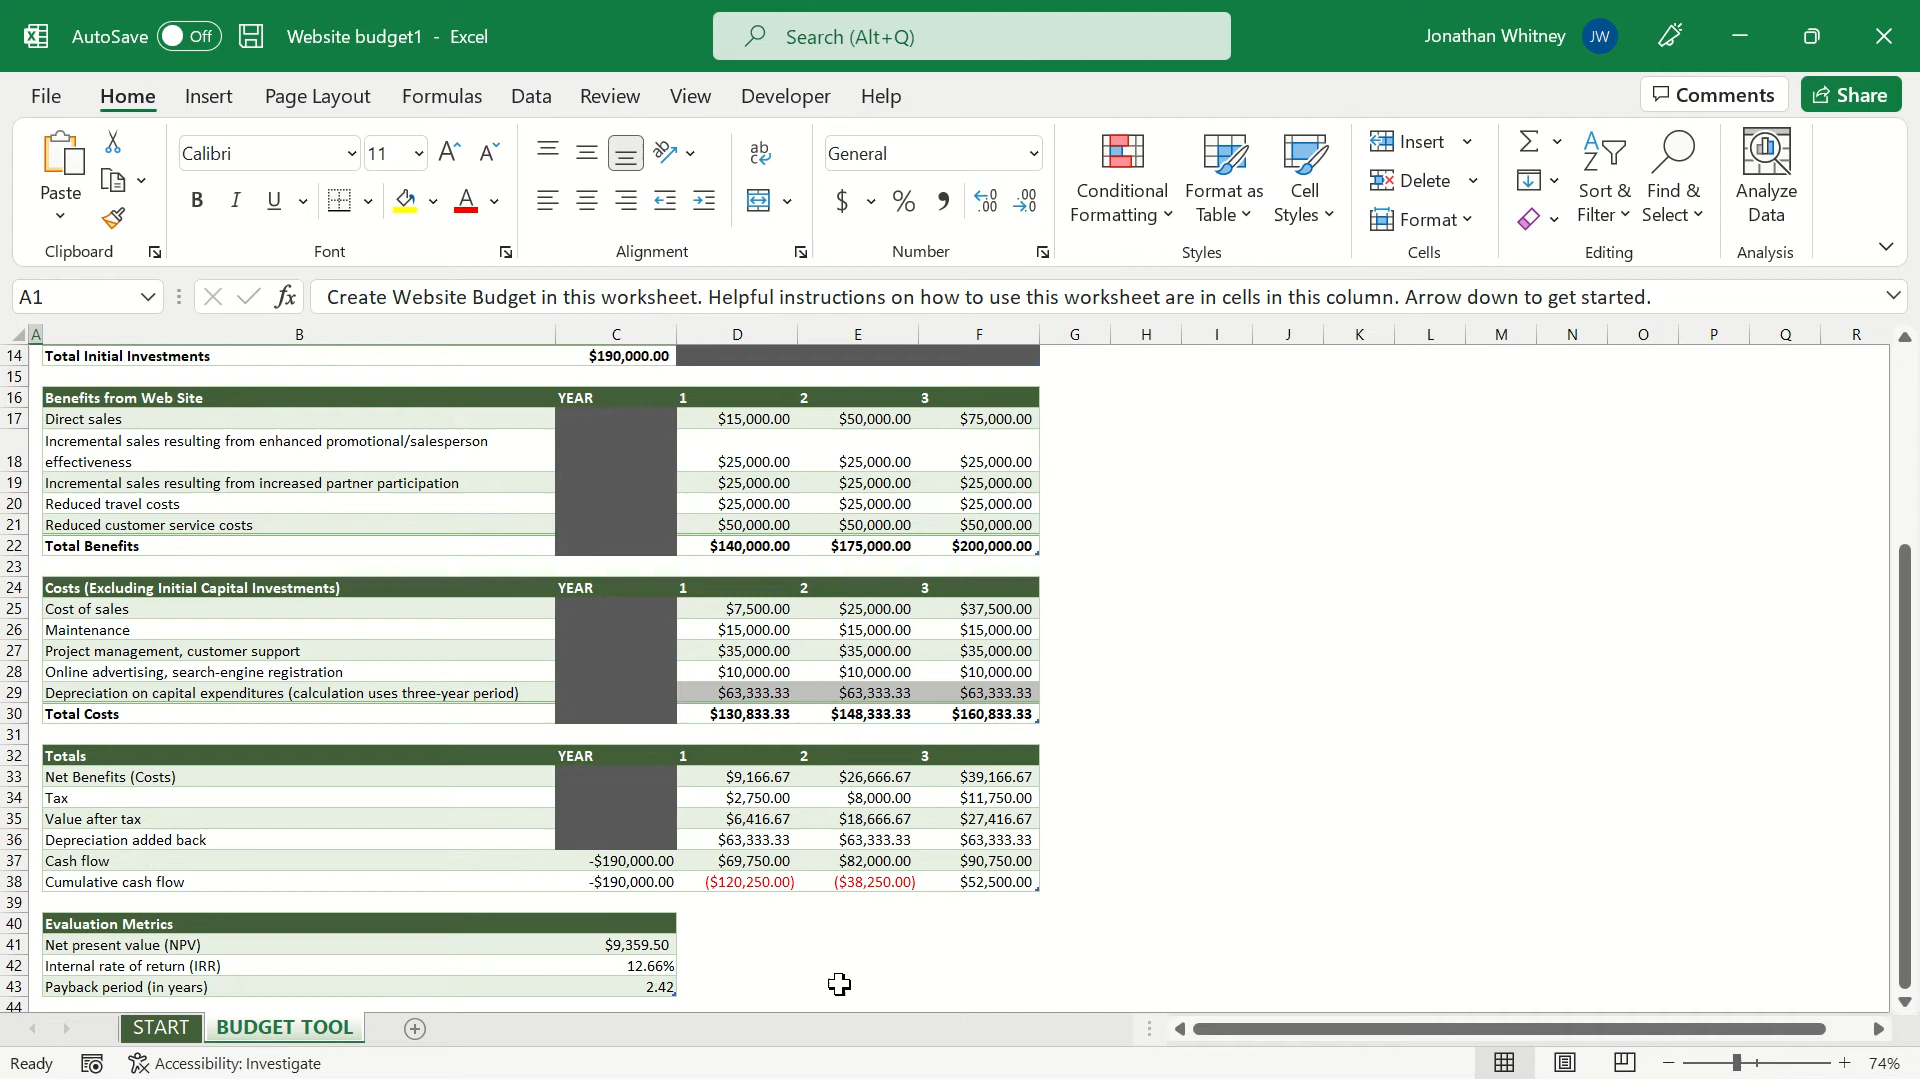 AutoSave Off Website budget1 - Excel Search (Alt+Q) Jonathan Whitney JW
File Home Insert Page Layout Formulas Data Review View Developer Help Comments Share
Paste
Clipboard
Calibri 11 A A
B I U A
Font
ab
Alignment
General
$ % 9 .00 .00
Number
Conditional Formatting
Format as Table
Cell Styles
Styles
Insert
Delete
Format
Cells
Sort & Filter
Find & Select
Editing
Analyze Data
Analysis
A1 fx Create Website Budget in this worksheet. Helpful instructions on how to use this worksheet are in cells in this column. Arrow down to get started.
A B C D E F G H I J K L M N O P Q R
14 Total Initial Investments $190,000.00
15
16 Benefits from Web Site YEAR 1 2 3
17 Direct sales $15,000.00 $50,000.00 $75,000.00
Incremental sales resulting from enhanced promotional/salesperson
18 effectiveness $25,000.00 $25,000.00 $25,000.00
19 Incremental sales resulting from increased partner participation $25,000.00 $25,000.00 $25,000.00
20 Reduced travel costs $25,000.00 $25,000.00 $25,000.00
21 Reduced customer service costs $50,000.00 $50,000.00 $50,000.00
22 Total Benefits $140,000.00 $175,000.00 $200,000.00
23
24 Costs (Excluding Initial Capital Investments) YEAR 1 2 3
25 Cost of sales $7,500.00 $25,000.00 $37,500.00
26 Maintenance $15,000.00 $15,000.00 $15,000.00
27 Project management, customer support $35,000.00 $35,000.00 $35,000.00
28 Online advertising, search-engine registration $10,000.00 $10,000.00 $10,000.00
29 Depreciation on capital expenditures (calculation uses three-year period) $63,333.33 $63,333.33 $63,333.33
30 Total Costs $130,833.33 $148,333.33 $160,833.33
31
32 Totals YEAR 1 2 3
33 Net Benefits (Costs) $9,166.67 $26,666.67 $39,166.67
34 Tax $2,750.00 $8,000.00 $11,750.00
35 Value after tax $6,416.67 $18,666.67 $27,416.67
36 Depreciation added back $63,333.33 $63,333.33 $63,333.33
37 Cash flow -$190,000.00 $69,750.00 $82,000.00 $90,750.00
38 Cumulative cash flow -$190,000.00 ($120,250.00) ($38,250.00) $52,500.00
39
40 Evaluation Metrics
41 Net present value (NPV) $9,359.50
42 Internal rate of return (IRR) 12.66%
43 Payback period (in years) 2.42
44
START BUDGET TOOL
Ready Accessibility: Investigate 74%